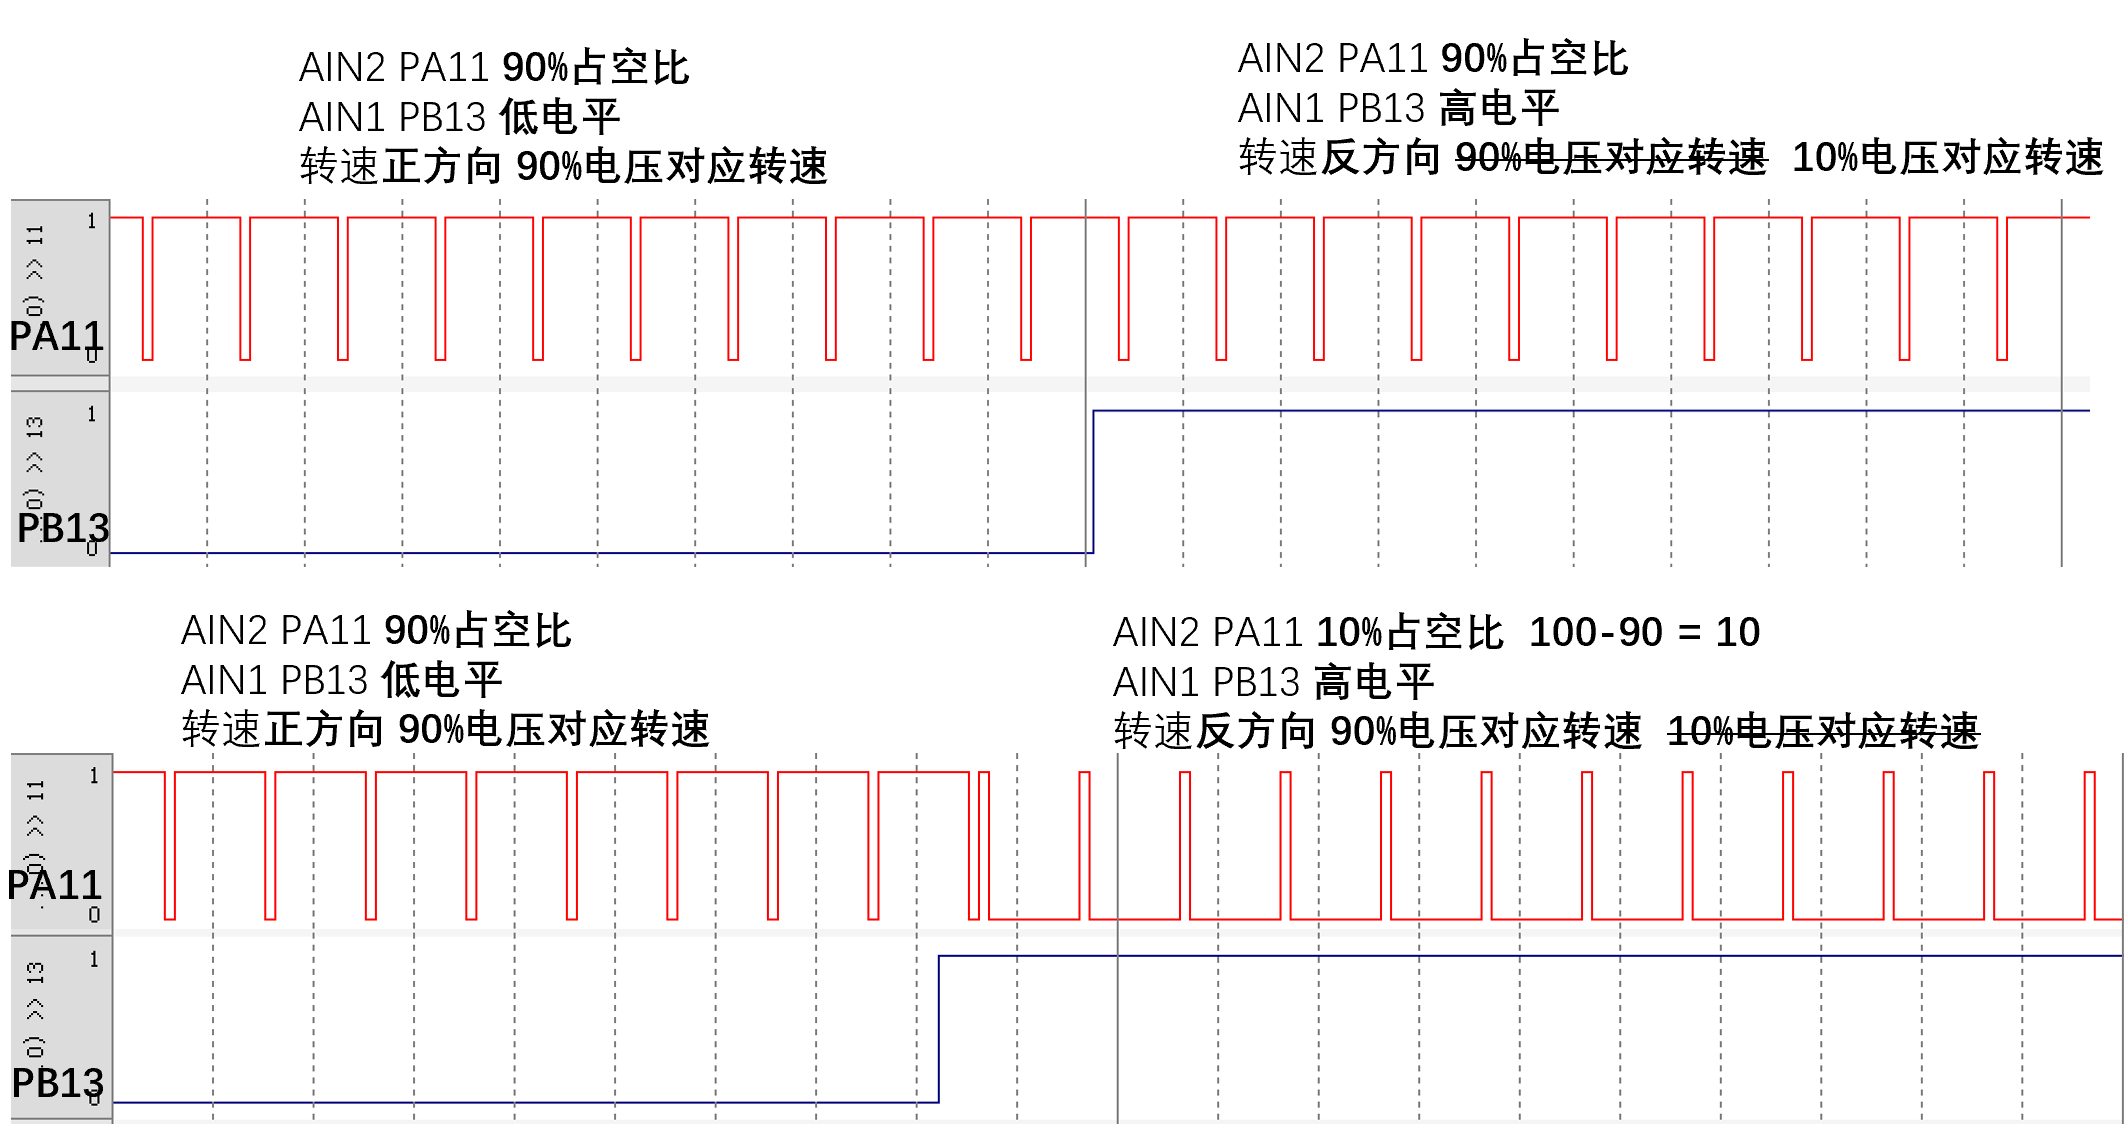 AIN2 PA11 90%占空比
AIN1 PB13 低电平
转速正方向 90%电压对应转速
AIN2 PA11 90%占空比
AIN1 PB13 高电平
转速反方向 90%电压对应转速 10%电压对应转速
1
0) >> 11
PA11
0
1
0) >> 13
PB13
0
AIN2 PA11 90%占空比
AIN1 PB13 低电平
转速正方向 90%电压对应转速
AIN2 PA11 10%占空比 100-90 = 10
AIN1 PB13 高电平
转速反方向 90%电压对应转速 10%电压对应转速
1
0) >> 11
PA11
0
1
0) >> 13
PB13
0